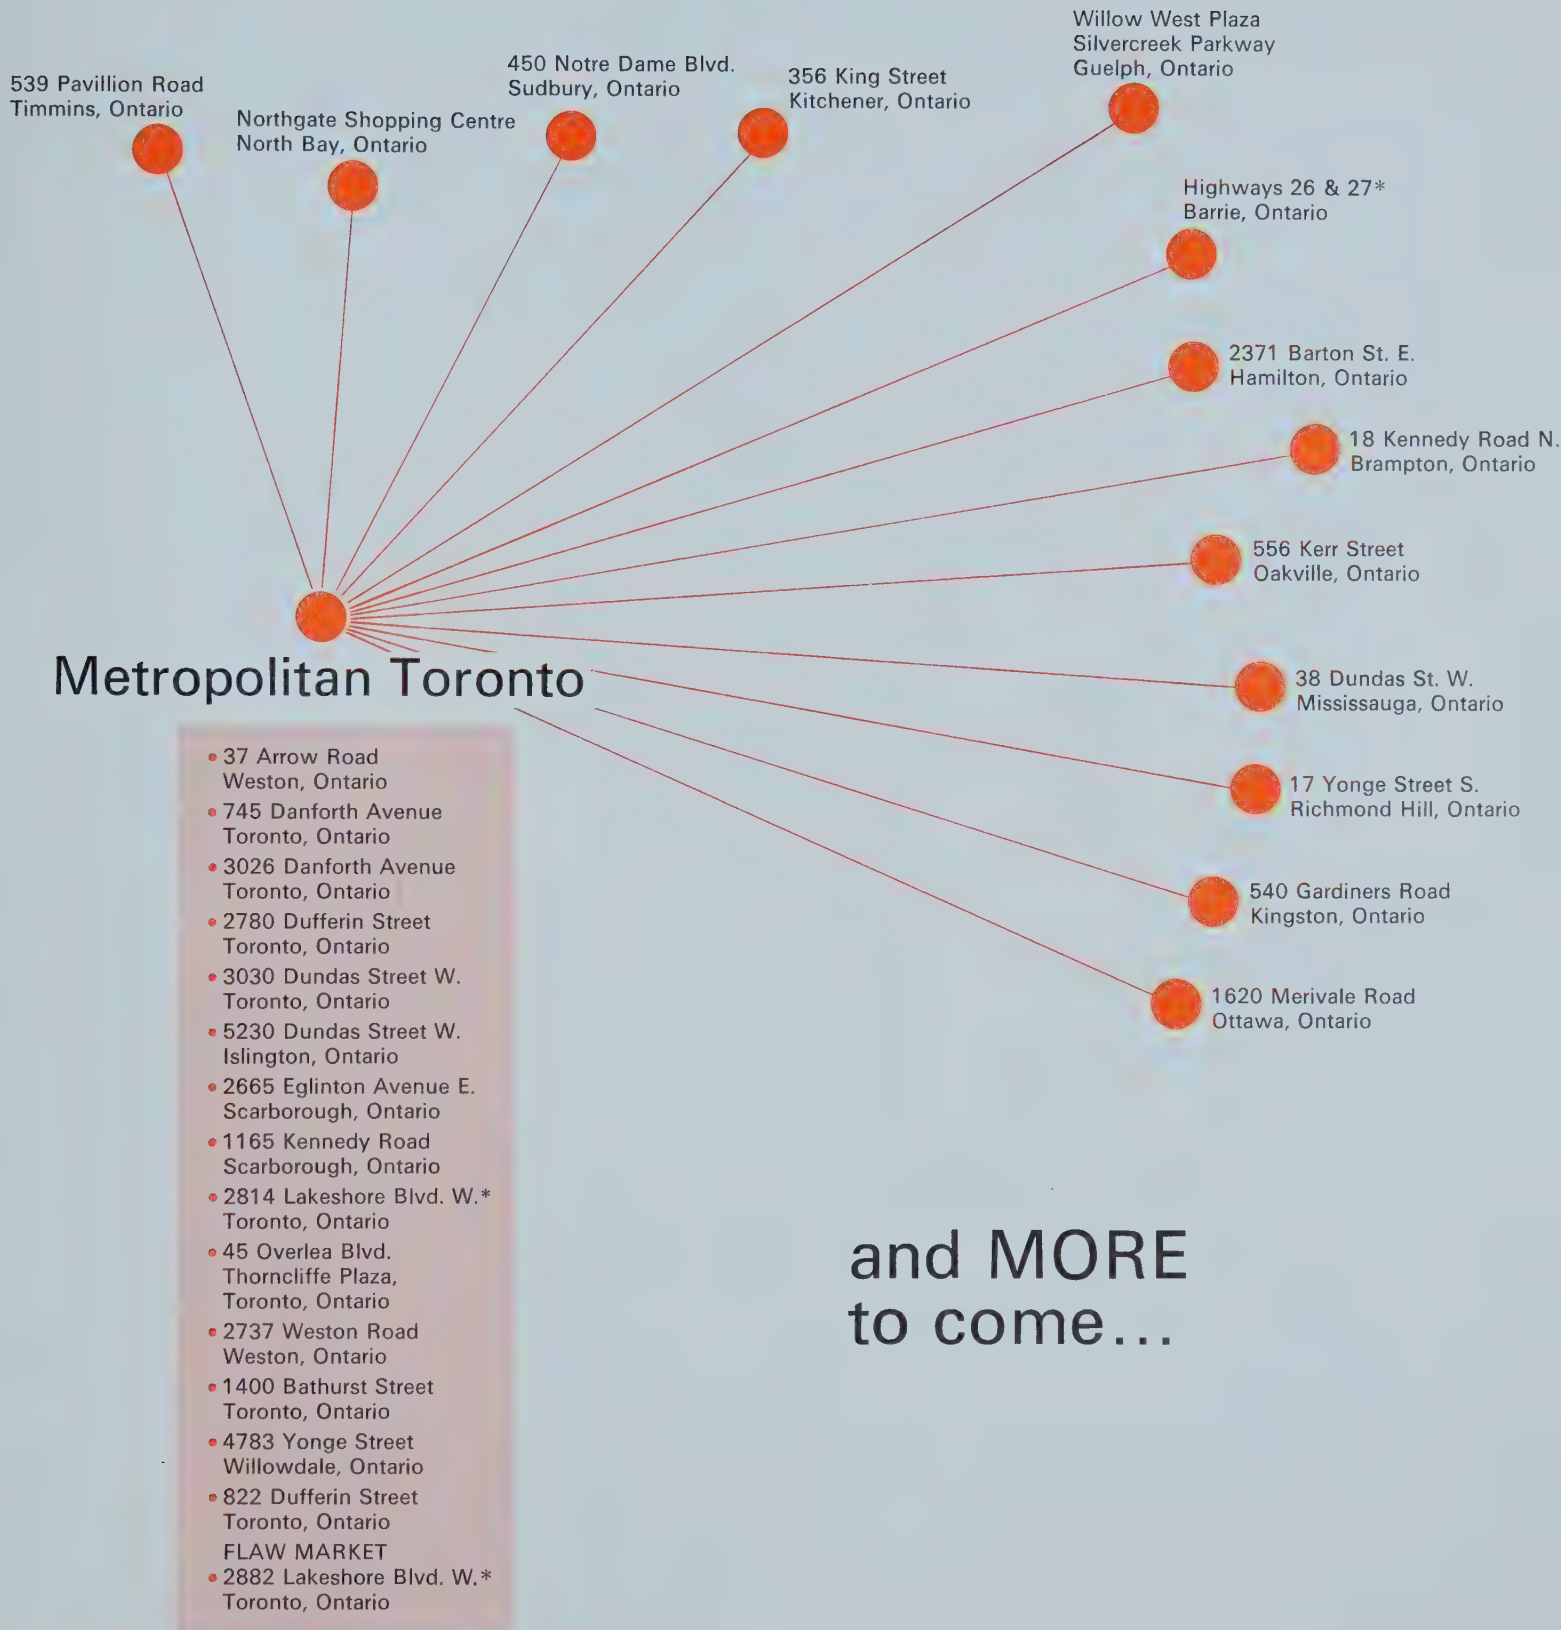 Willow West Plaza
Silvercreek Parkway
Guelph, Ontario
450 Notre Dame Blvd.
Sudbury, Ontario
356 King Street
Kitchener, Ontario
539 Pavillion Road
Timmins, Ontario
Northgate Shopping Centre
North Bay, Ontario
Highways 26 & 27*
Barrie, Ontario
2371 Barton St. E.
Hamilton, Ontario
18 Kennedy Road N.
Brampton, Ontario
556 Kerr Street
Oakville, Ontario
38 Dundas St. W.
Mississauga, Ontario
17 Yonge Street S.
Richmond Hill, Ontario
540 Gardiners Road
Kingston, Ontario
1620 Merivale Road
Ottawa, Ontario
Metropolitan Toronto
• 37 Arrow Road
Weston, Ontario
• 745 Danforth Avenue
Toronto, Ontario
• 3026 Danforth Avenue
Toronto, Ontario
• 2780 Dufferin Street
Toronto, Ontario
• 3030 Dundas Street W.
Toronto, Ontario
• 5230 Dundas Street W.
Islington, Ontario
• 2665 Eglinton Avenue E.
Scarborough, Ontario
• 1165 Kennedy Road
Scarborough, Ontario
• 2814 Lakeshore Blvd. W.*
Toronto, Ontario
• 45 Overlea Blvd.
Thorncliffe Plaza,
Toronto, Ontario
• 2737 Weston Road
Weston, Ontario
• 1400 Bathurst Street
Toronto, Ontario
• 4783 Yonge Street
Willowdale, Ontario
• 822 Dufferin Street
Toronto, Ontario
FLAW MARKET
• 2882 Lakeshore Blvd. W.*
Toronto, Ontario
and MORE
to come...